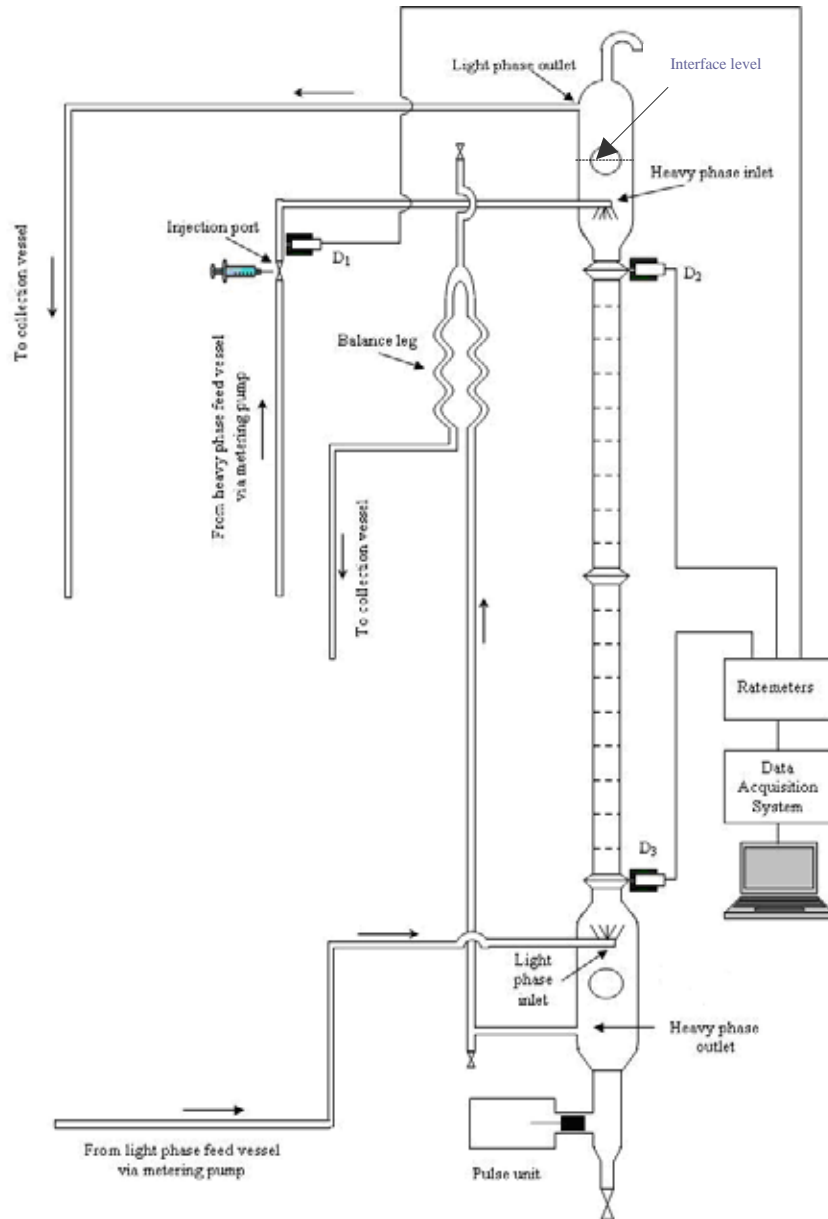 Light phase outlet
Interface level
Heavy phase inlet
Injection port
D1
D2
To collection vessel
Balance leg
From heavy phase feed vessel
via metering pump
To collection vessel
Ratemeters
Data
Acquisition
System
D3
Light
phase
inlet
Heavy phase
outlet
From light phase feed vessel
via metering pump
Pulse unit